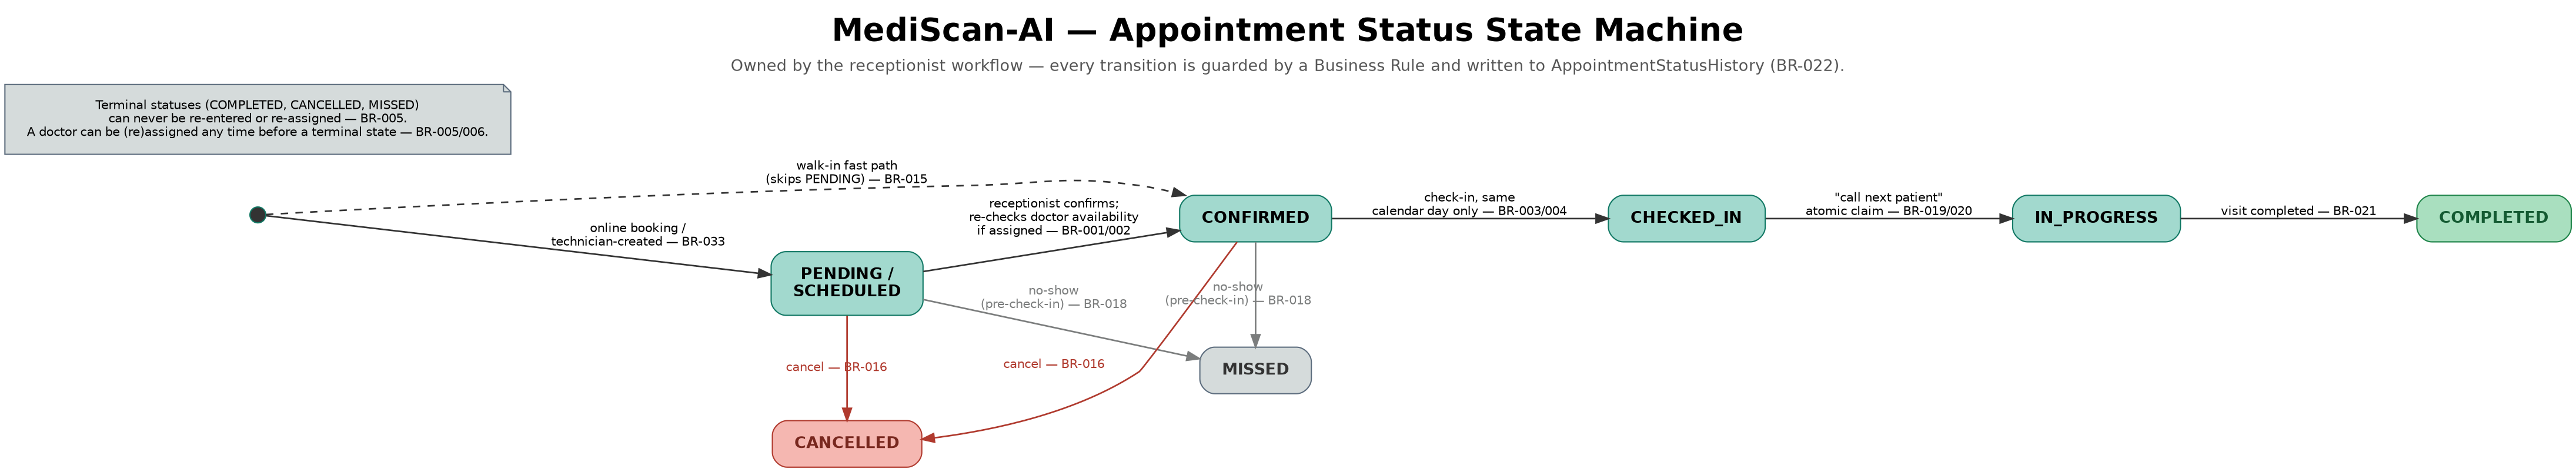 MediScan-AI — Appointment Status State Machine
Owned by the receptionist workflow — every transition is guarded by a Business Rule and written to AppointmentStatusHistory (BR-022).
Terminal statuses (COMPLETED, CANCELLED, MISSED)
can never be re-entered or re-assigned — BR-005.
A doctor can be (re)assigned any time before a terminal state — BR-005/006.
walk-in fast path
(skips PENDING) — BR-015
online booking /
technician-created — BR-033
PENDING /
SCHEDULED
receptionist confirms;
re-checks doctor availability
if assigned — BR-001/002
CONFIRMED
check-in, same
calendar day only — BR-003/004
CHECKED_IN
"call next patient"
atomic claim — BR-019/020
IN_PROGRESS
visit completed — BR-021
COMPLETED
no-show
(pre-check-in) — BR-018
no-show
(pre-check-in) — BR-018
cancel — BR-016
cancel — BR-016
MISSED
CANCELLED